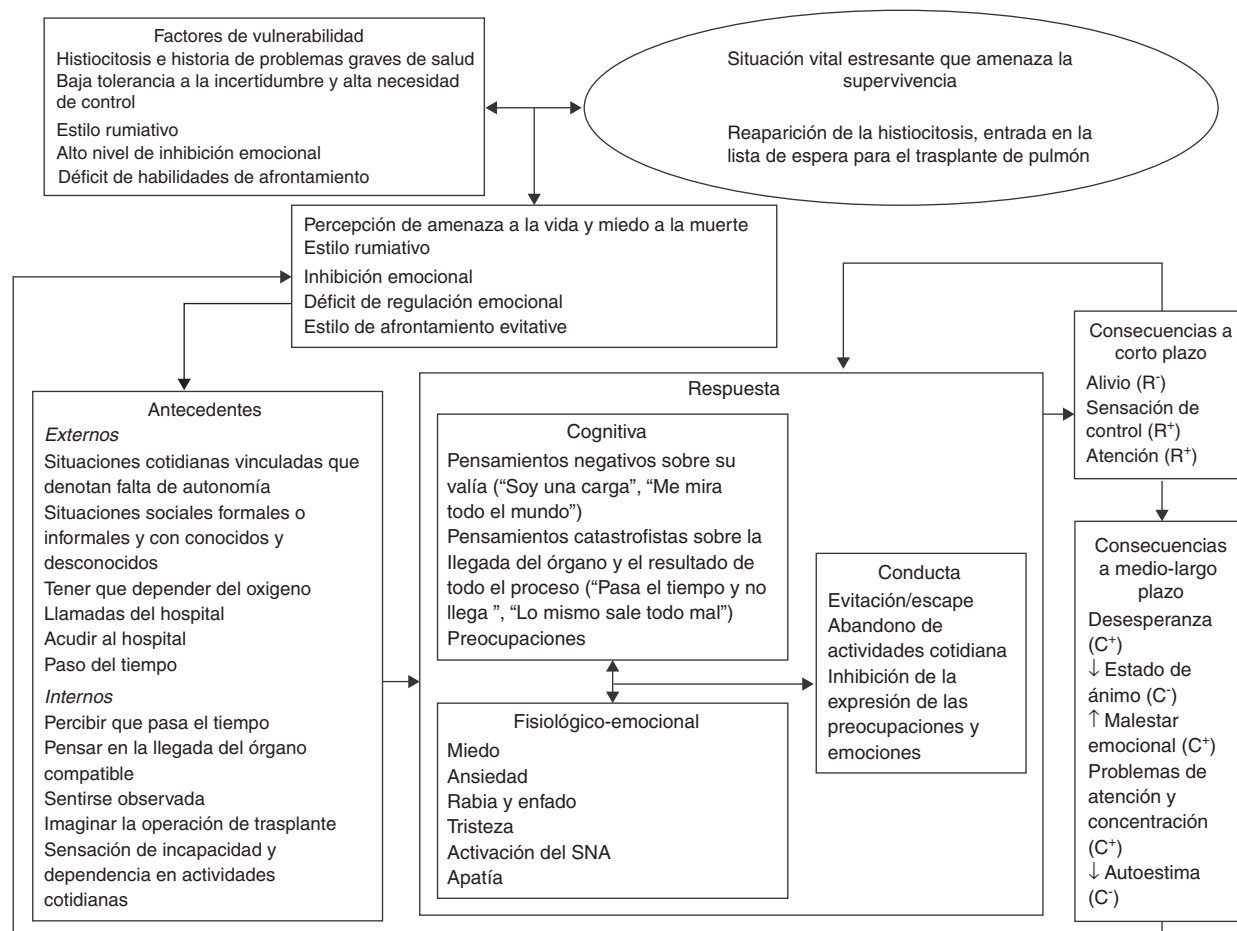 Factores de vulnerabilidad
Histiocitosis e historia de problemas graves de salud
Baja tolerancia a la incertidumbre y alta necesidad
de control
Estilo rumiativo
Alto nivel de inhibición emocional
Déficit de habilidades de afrontamiento
Situación vital estresante que amenaza la
supervivencia
Reaparición de la histiocitosis, entrada en la
lista de espera para el trasplante de pulmón
Percepción de amenaza a la vida y miedo a la muerte
Estilo rumiativo
Inhibición emocional
Déficit de regulación emocional
Estilo de afrontamiento evitative
Antecedentes
Externos
Situaciones cotidianas vinculadas que
denotan falta de autonomía
Situaciones sociales formales o
informales y con conocidos y
desconocidos
Tener que depender del oxigeno
Llamadas del hospital
Acudir al hospital
Paso del tiempo
Internos
Percibir que pasa el tiempo
Pensar en la llegada del órgano
compatible
Sentirse observada
Imaginar la operación de trasplante
Sensación de incapacidad y
dependencia en actividades
cotidianas
Respuesta
Cognitiva
Pensamientos negativos sobre su
valía (“Soy una carga”, “Me mira
todo el mundo”)
Pensamientos catastrofistas sobre la
llegada del órgano y el resultado de
todo el proceso (“Pasa el tiempo y no
llega ”, “Lo mismo sale todo mal”)
Preocupaciones
Fisiológico-emocional
Miedo
Ansiedad
Rabia y enfado
Tristeza
Activación del SNA
Apatía
Conducta
Evitación/escape
Abandono de
actividades cotidiana
Inhibición de la
expresión de las
preocupaciones y
emociones
Consecuencias a
corto plazo
Alivio (R⁻)
Sensación de
control (R⁺)
Atención (R⁺)
Consecuencias
a medio-largo
plazo
Desesperanza
(C⁺)
↓ Estado de
ánimo (C⁻)
↑ Malestar
emocional (C⁺)
Problemas de
atención y
concentración
(C⁺)
↓ Autoestima
(C⁻)